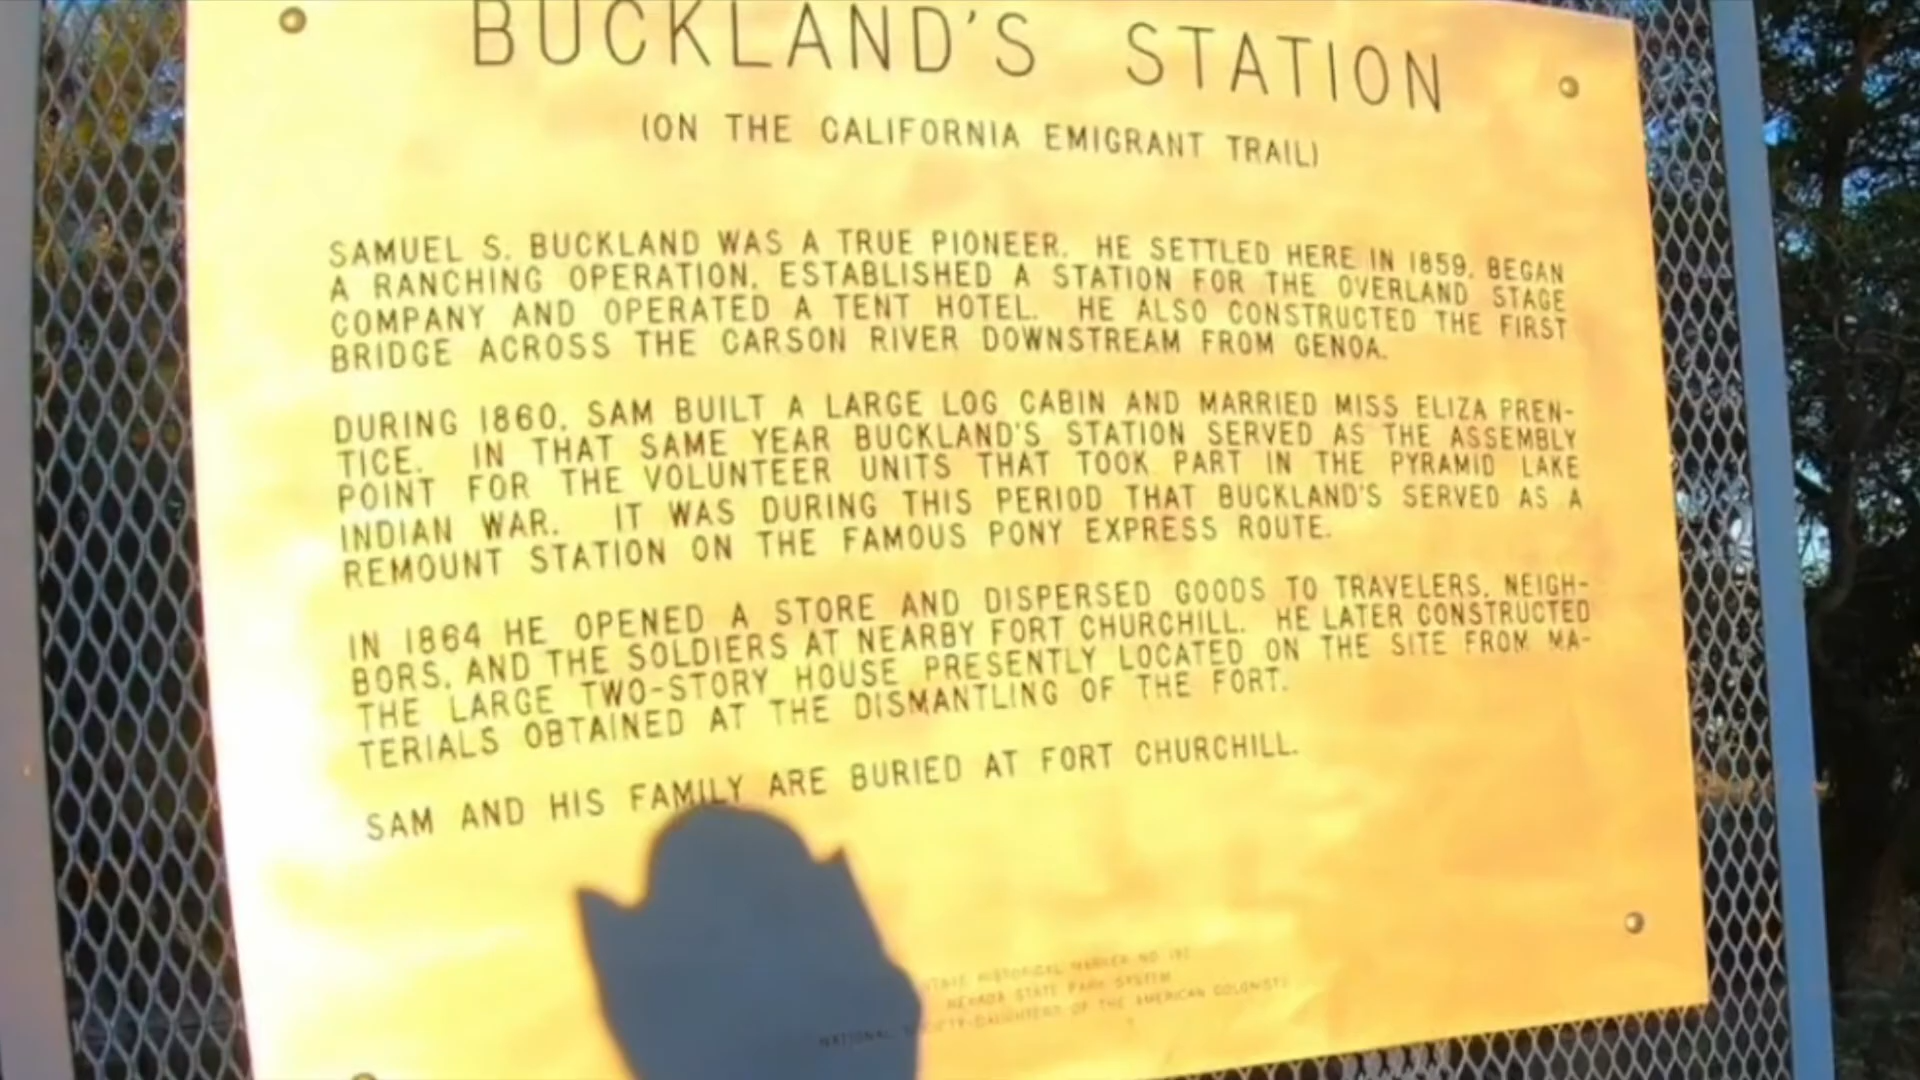 BUCKLAND'S STATION
(ON THE CALIFORNIA EMIGRANT TRAIL)
SAMUEL S. BUCKLAND WAS A TRUE PIONEER. HE SETTLED HERE IN 1859, BEGAN
A RANCHING OPERATION, ESTABLISHED A STATION FOR THE OVERLAND STAGE
COMPANY AND OPERATED A TENT HOTEL. HE ALSO CONSTRUCTED THE FIRST
BRIDGE ACROSS THE CARSON RIVER DOWNSTREAM FROM GENOA.
DURING 1860, SAM BUILT A LARGE LOG CABIN AND MARRIED MISS ELIZA PREN-
TICE. IN THAT SAME YEAR BUCKLAND'S STATION SERVED AS THE ASSEMBLY
POINT FOR THE VOLUNTEER UNITS THAT TOOK PART IN THE PYRAMID LAKE
INDIAN WAR. IT WAS DURING THIS PERIOD THAT BUCKLAND'S SERVED AS A
REMOUNT STATION ON THE FAMOUS PONY EXPRESS ROUTE.
IN 1864 HE OPENED A STORE AND DISPERSED GOODS TO TRAVELERS, NEIGH-
BORS, AND THE SOLDIERS AT NEARBY FORT CHURCHILL. HE LATER CONSTRUCTED
THE LARGE TWO-STORY HOUSE PRESENTLY LOCATED ON THE SITE FROM MA-
TERIALS OBTAINED AT THE DISMANTLING OF THE FORT.
SAM AND HIS FAMILY ARE BURIED AT FORT CHURCHILL.
STATE HISTORICAL MARKER NO.
NEVADA STATE PARK SYSTEM
NATIONAL SOCIETY-DAUGHTERS OF THE AMERICAN COLONISTS